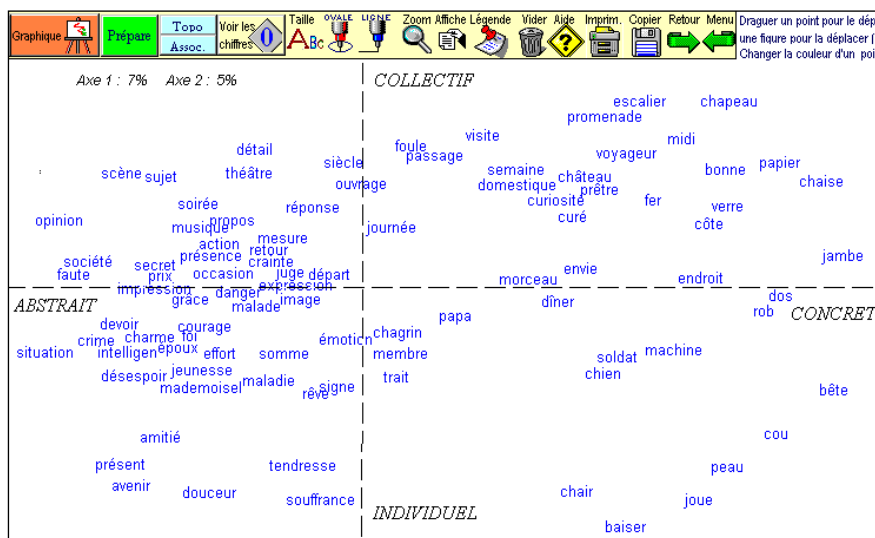 Graphique
Prépare
Topo
Assoc.
Voir les
chiffres
0
Taille
ABc
OVALE
LIGNE
Zoom
Affiche
Légende
Vider
Aide
?
Imprim.
Copier
Retour
Menu
Draguer un point pour le dép
une figure pour la déplacer (
Changer la couleur d'un poi
Axe 1 : 7% Axe 2 : 5%
COLLECTIF
escalier chapeau
promenade
visite midi
foule
détail siècle passage voyageur
scène sujet théâtre semaine château bonne papier
ouvrage domestique prêtre chaise
soirée réponse curiosité fer verre
opinion musique propos journée curé côte
action mesure
retour
société secret présence crainte jambe
faute prix occasion juge départ envie
impression expression morceau endroit
ABSTRAIT grâce danger image dîner dos
malade rob CONCRET
devoir courage papa
crime charme foi émotion chagrin
situation intelligen époux effort somme membre soldat machine
désespoir jeunesse trait chien
mademoisel maladie rêve signe bête
amitié cou
présent tendresse peau
avenir douceur souffrance chair joue
INDIVIDUEL baiser